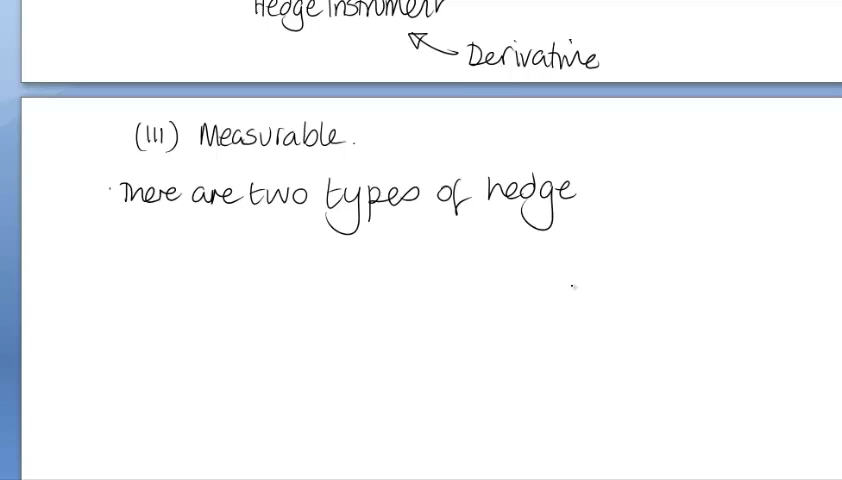 Hedge Instrument
Derivative
(III) Measurable.
· There are two types of hedge